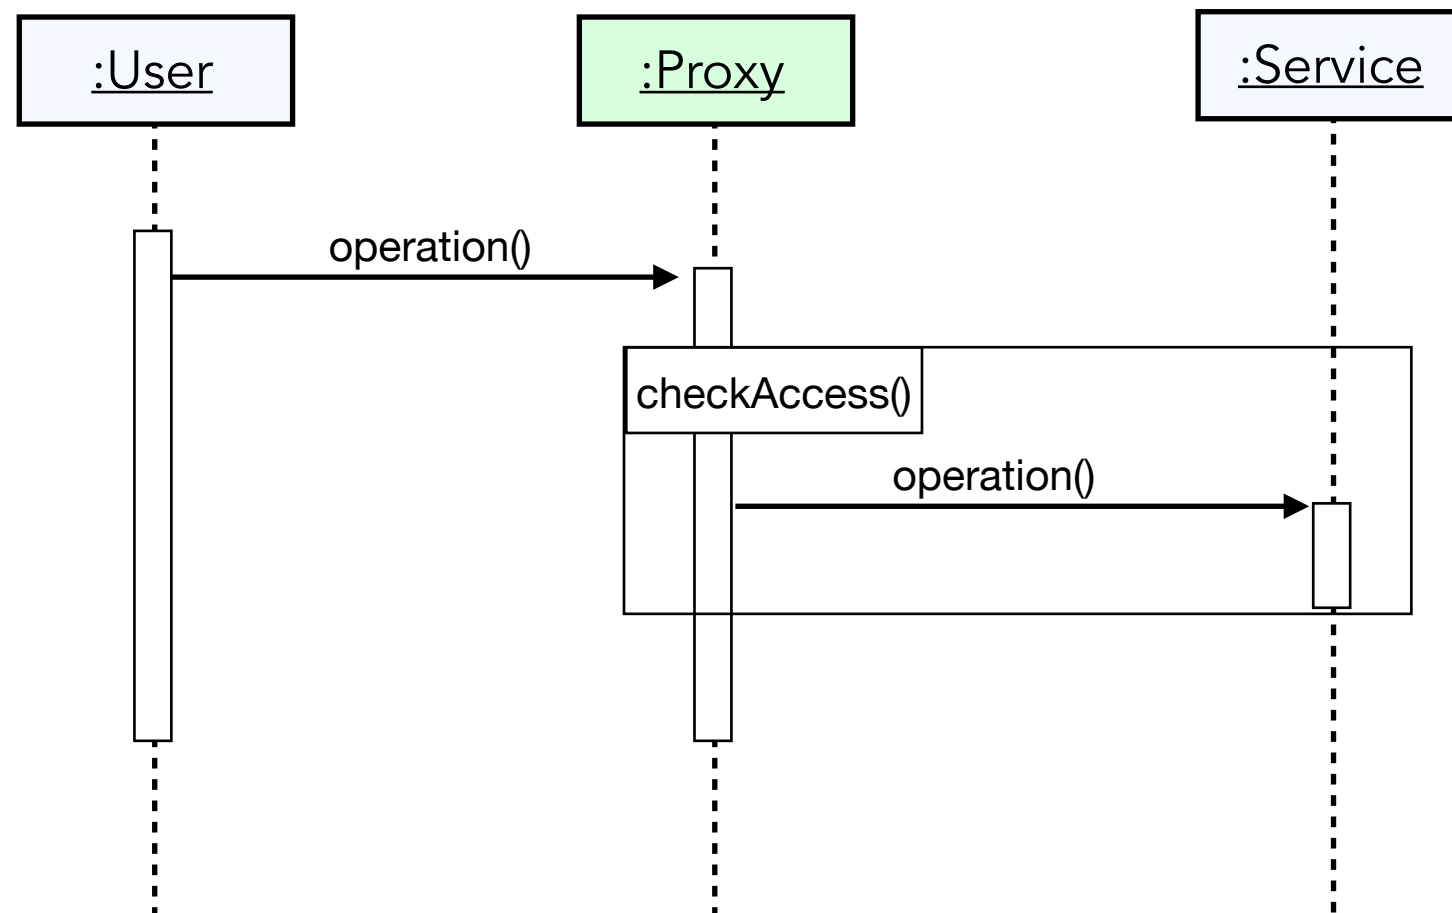 :User
:Proxy
:Service
operation()
checkAccess()
operation()